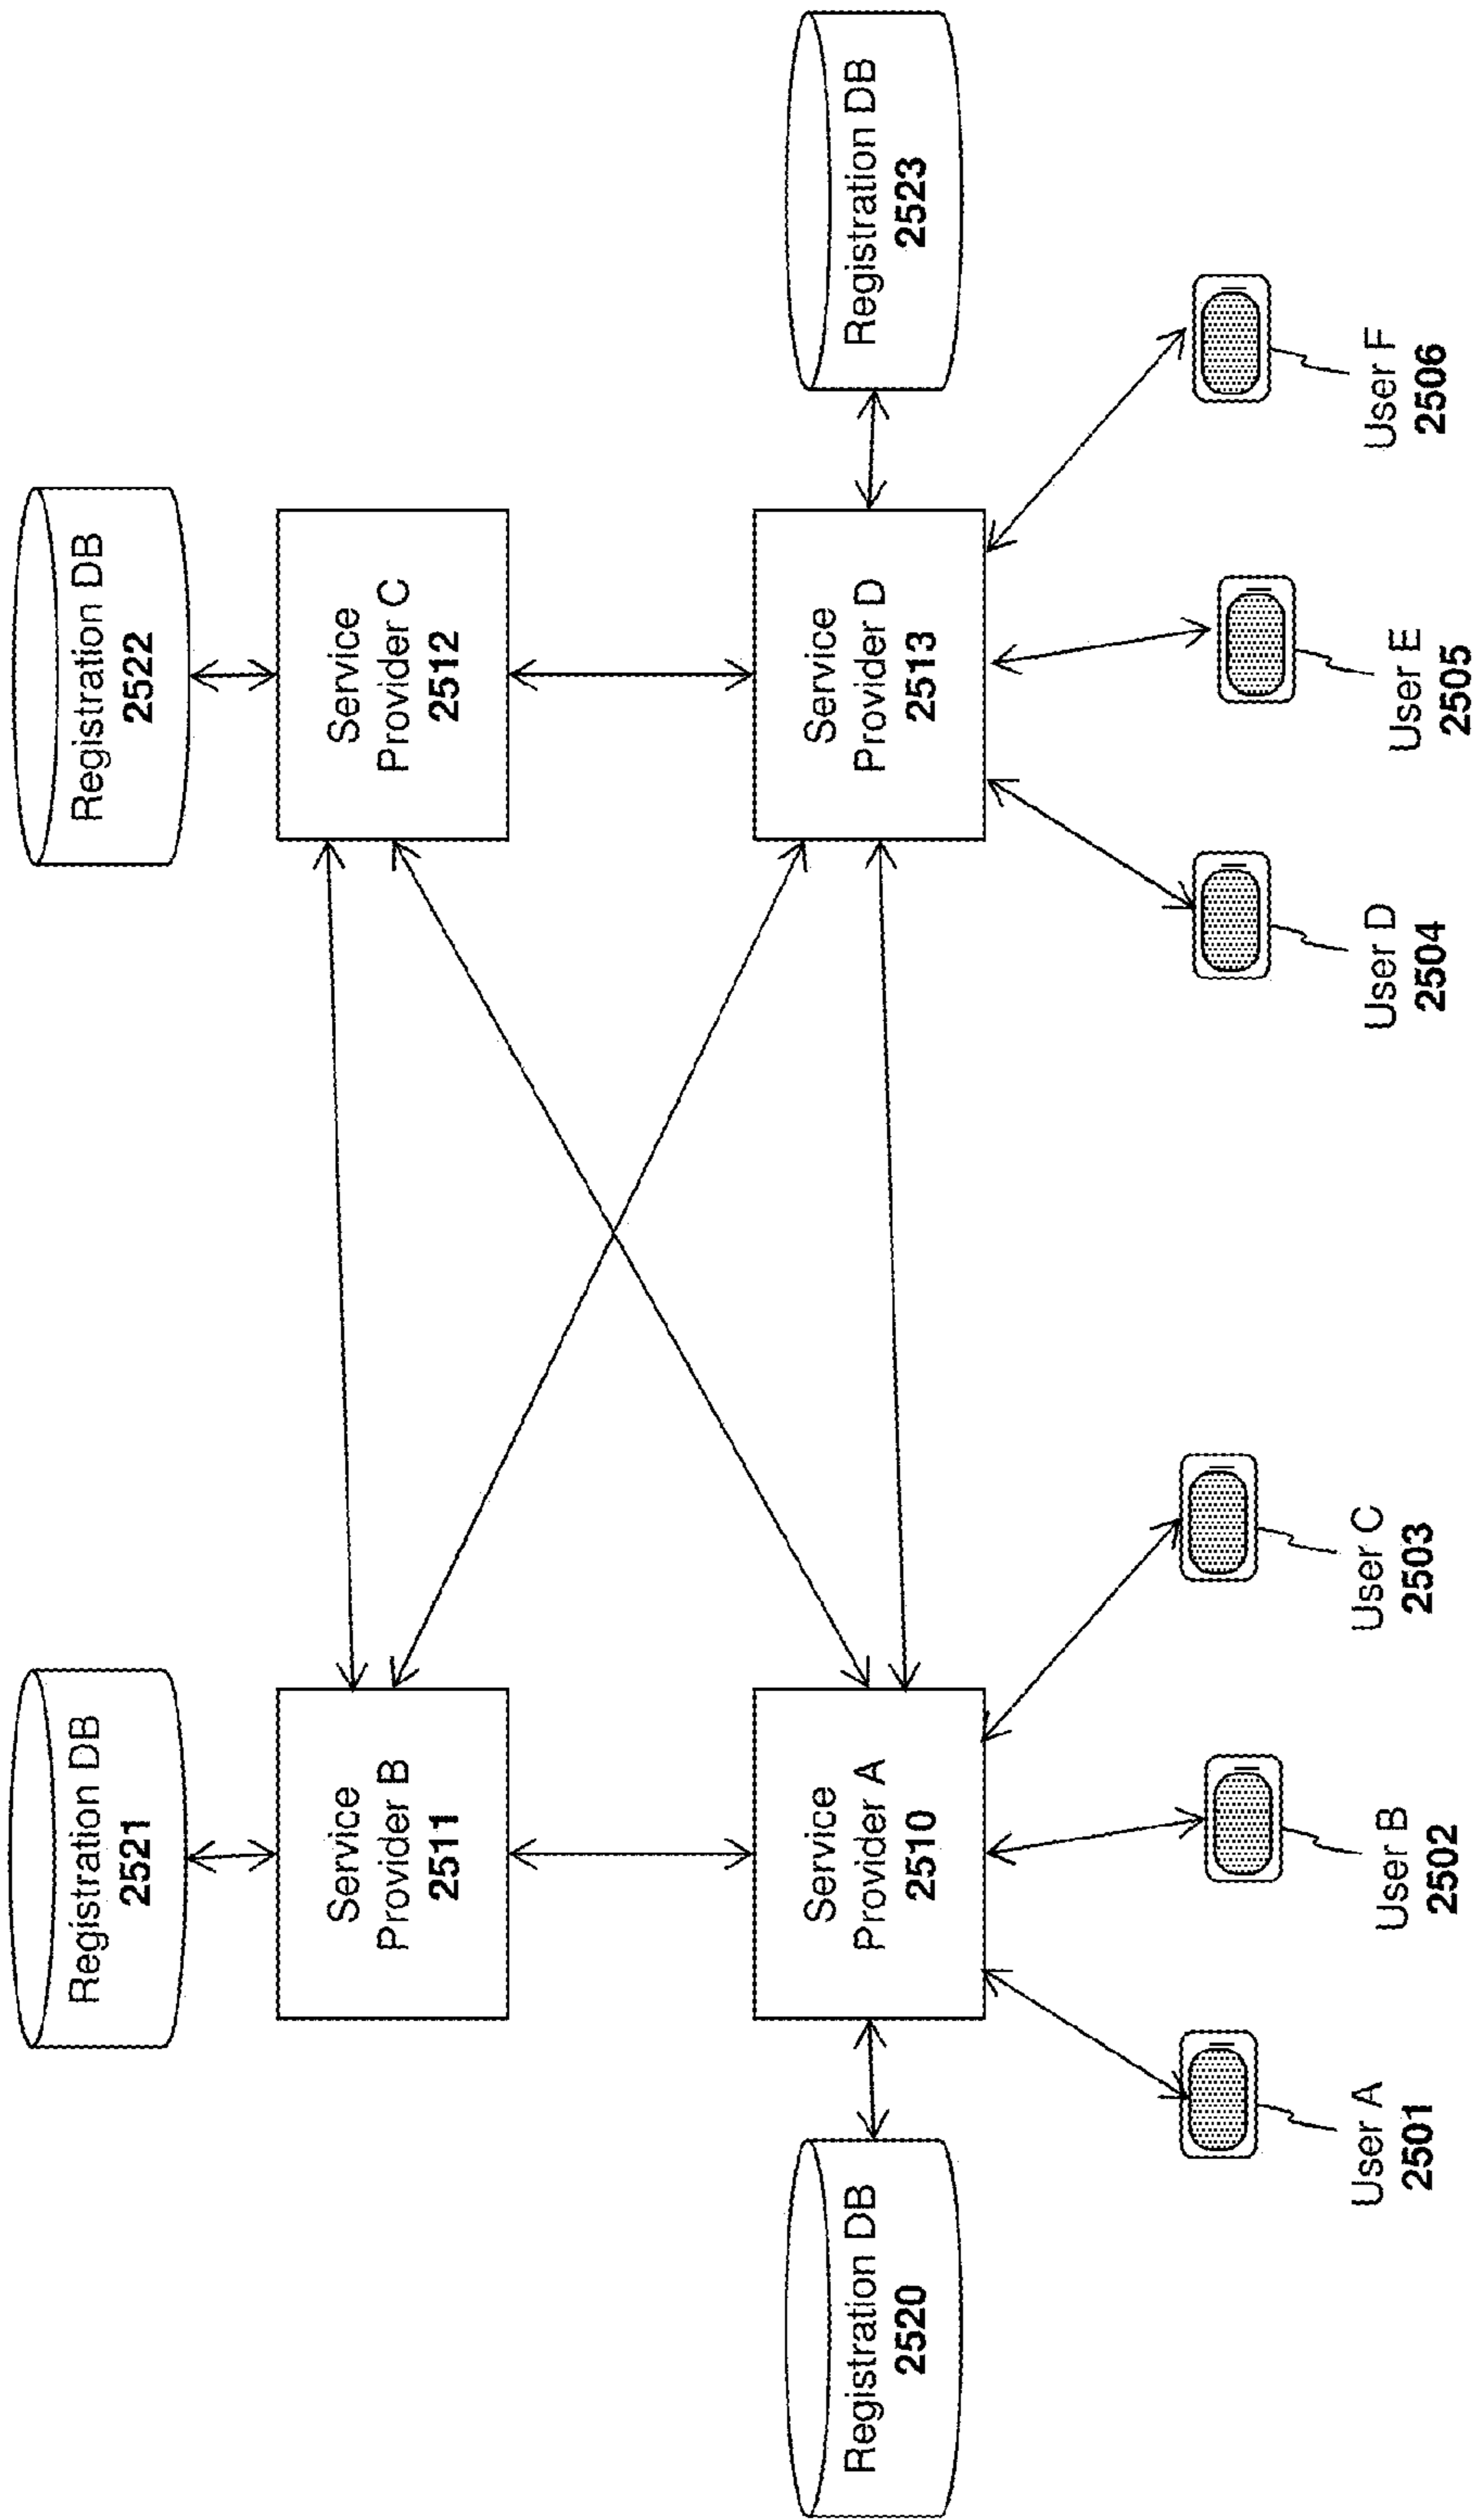 Registration DB
2521
Registration DB
2522
Service
Provider B
2511
Service
Provider C
2512
Registration DB
2520
Service
Provider A
2510
Service
Provider D
2513
Registration DB
2523
User A
2501
User B
2502
User C
2503
User D
2504
User E
2505
User F
2506